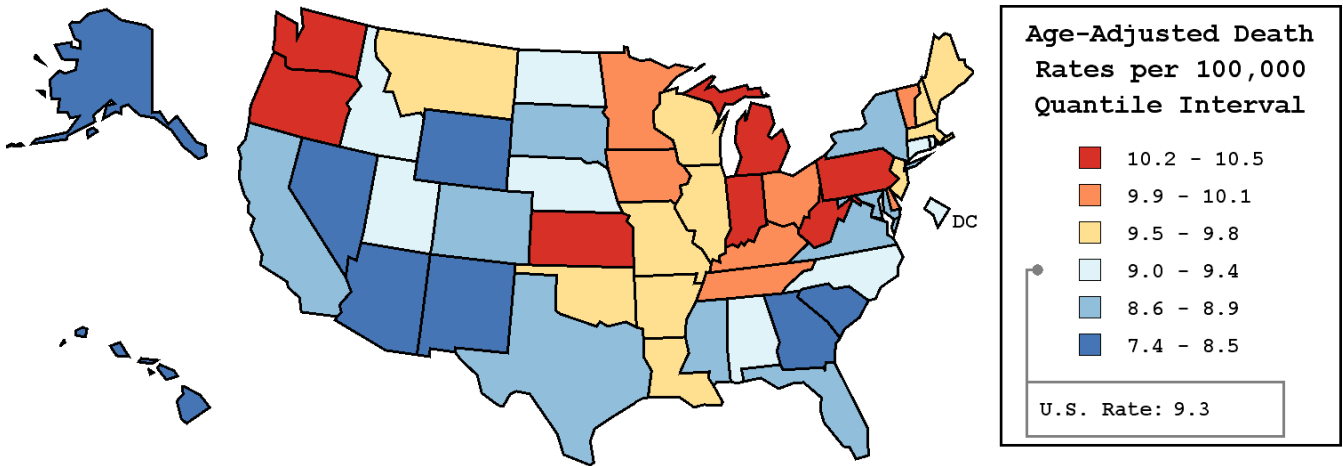 DC
Age-Adjusted Death
Rates per 100,000
Quantile Interval
10.2 - 10.5
9.9 - 10.1
9.5 - 9.8
9.0 - 9.4
8.6 - 8.9
7.4 - 8.5
U.S. Rate: 9.3